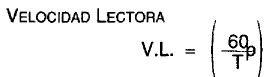 VELOCIDAD LECTORA
V.L. = ( 60/T p )